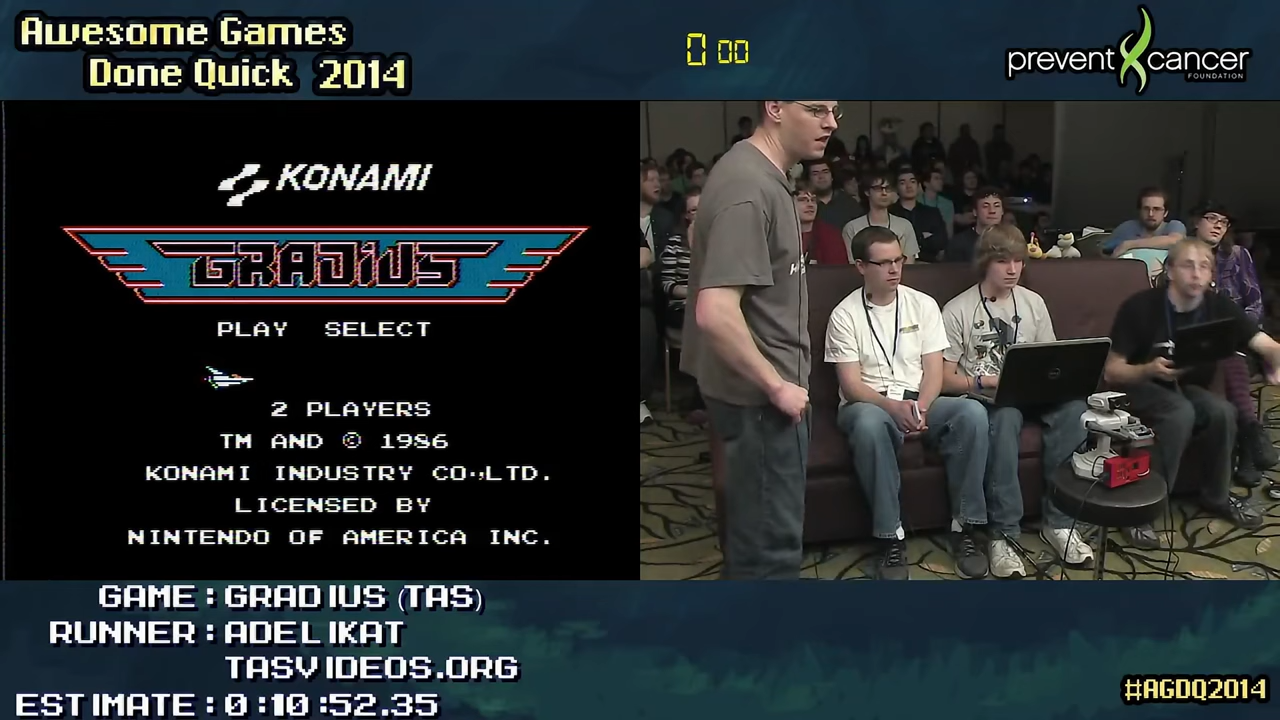 Awesome Games
Done Quick 2014
0 00
prevent cancer
FOUNDATION
KONAMI
GRADIUS
PLAY SELECT
2 PLAYERS
TM AND © 1986
KONAMI INDUSTRY CO.,LTD.
LICENSED BY
NINTENDO OF AMERICA INC.
GAME : GRADIUS (TAS)
RUNNER : ADELIKAT
TASVIDEOS.ORG
ESTIMATE : 0:10:52.35
#AGDQ2014